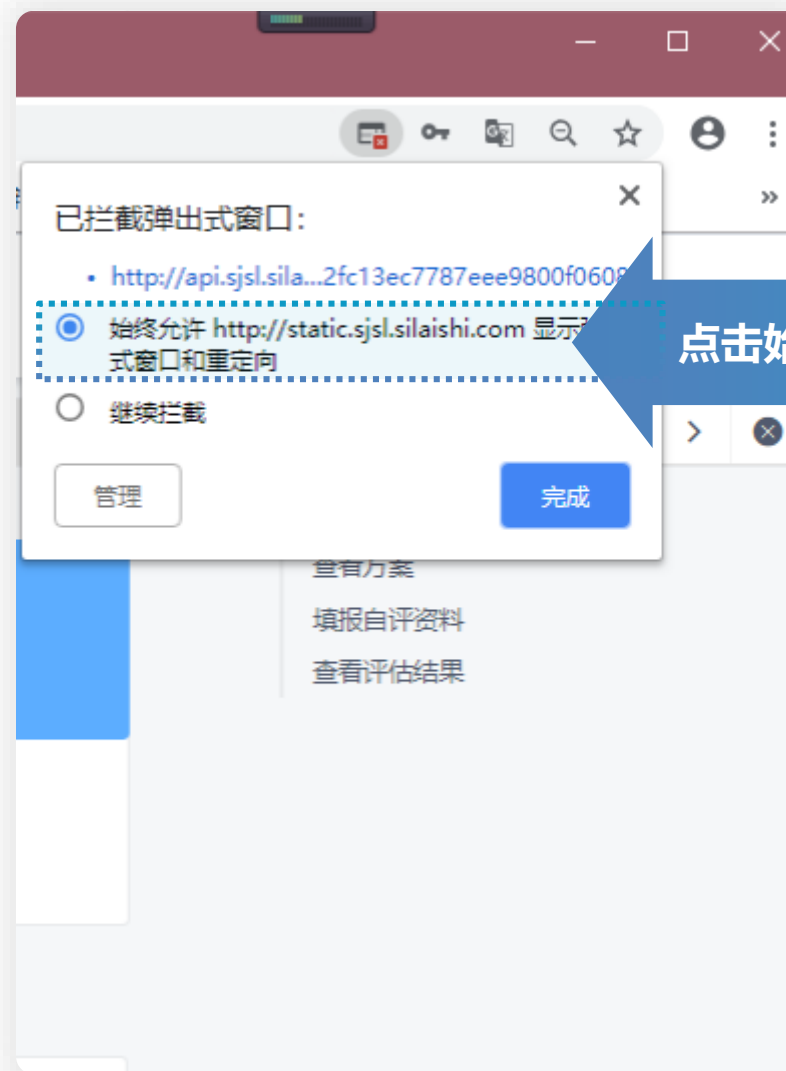 已拦截弹出式窗口：
• http://api.sjsl.sila...2fc13ec7787eee9800f0608
始终允许 http://static.sjsl.silaishi.com 显示
式窗口和重定向
点击始
继续拦截
管理
完成
查看方案
填报自评资料
查看评估结果